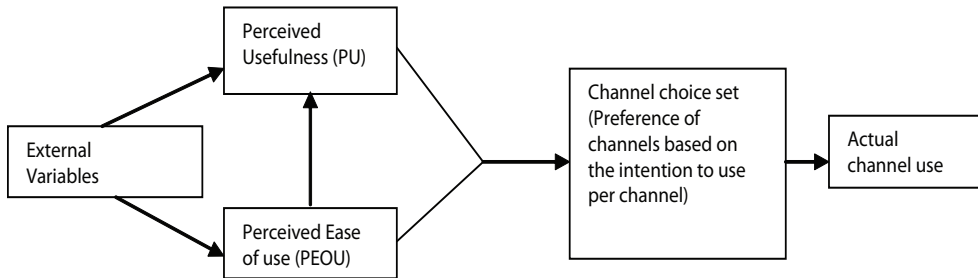 Perceived
Usefulness (PU)
External
Variables
Perceived Ease
of use (PEOU)
Channel choice set
(Preference of
channels based on
the intention to use
per channel)
Actual
channel use